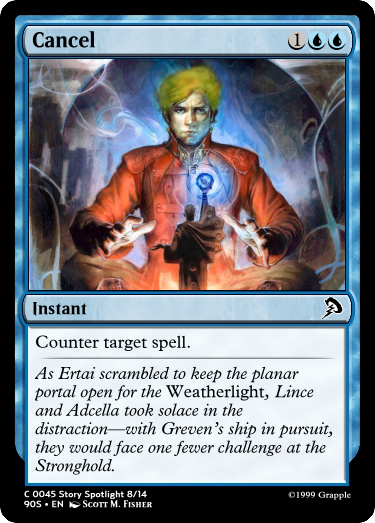 Cancel 1
Instant
Counter target spell.
As Ertai scrambled to keep the planar
portal open for the Weatherlight, Lince
and Adcella took solace in the
distraction—with Greven's ship in pursuit,
they would face one fewer challenge at the
Stronghold.
C 0045 Story Spotlight 8/14
90S • EN Scott M. Fisher
©1999 Grapple